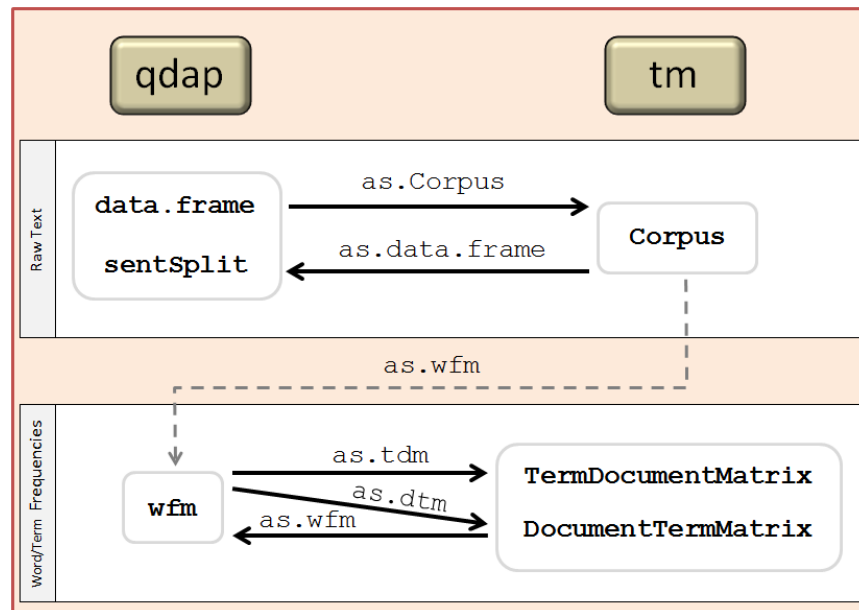 qdap
tm
Raw Text
data.frame
sentSplit
as.Corpus
as.data.frame
Corpus
as.wfm
Word/Term Frequencies
wfm
as.tdm
as.dtm
as.wfm
TermDocumentMatrix
DocumentTermMatrix